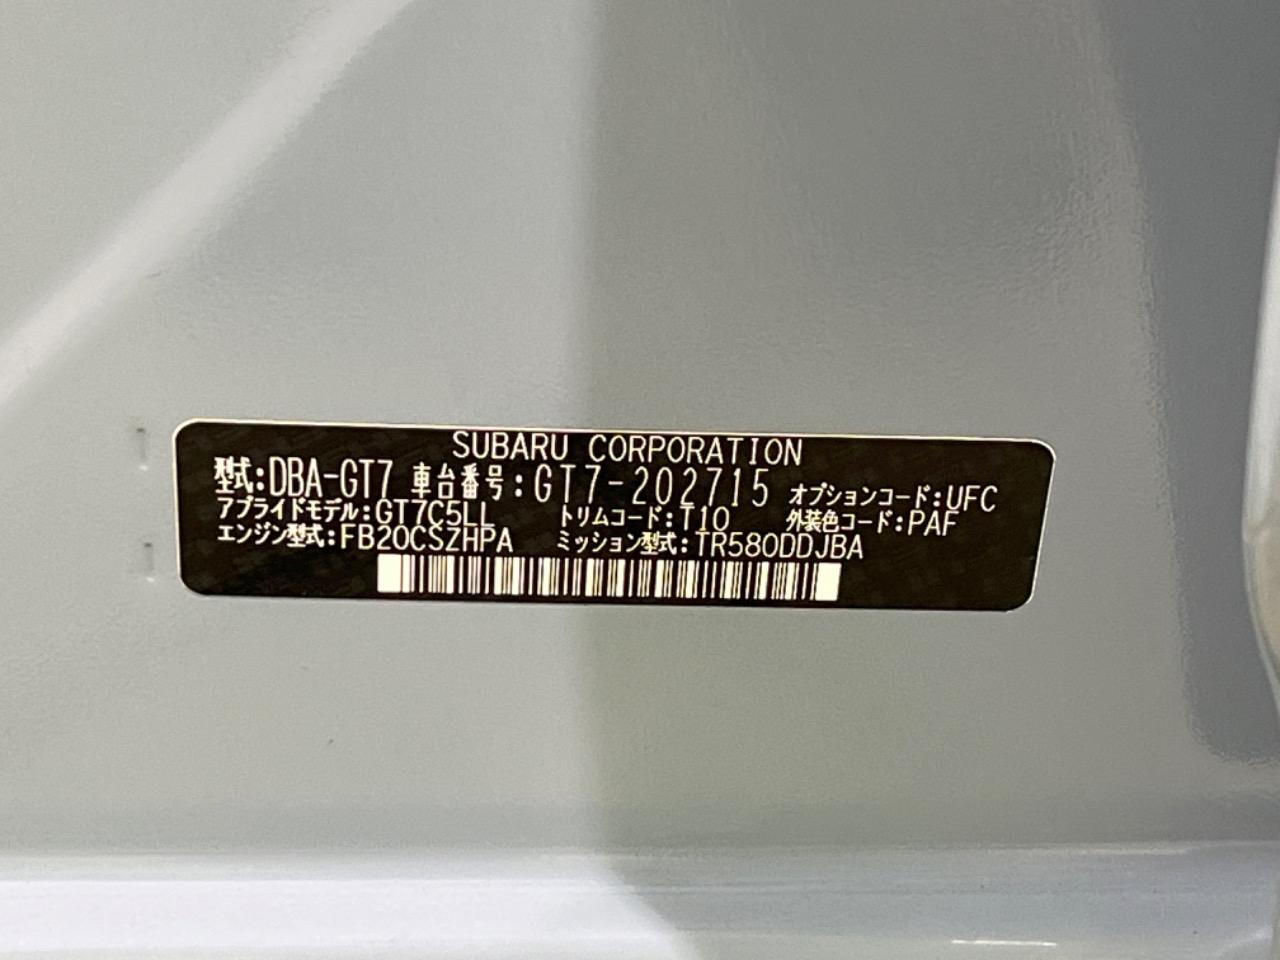 SUBARU CORPORATION
型式:DBA-GT7 車台番号:GT7-202715 オプションコード:UFC
アプライドモデル:GT7C5LL トリムコード:T10 外装色コード:PAF
エンジン型式:FB20CSZHPA ミッション型式:TR580DDJBA